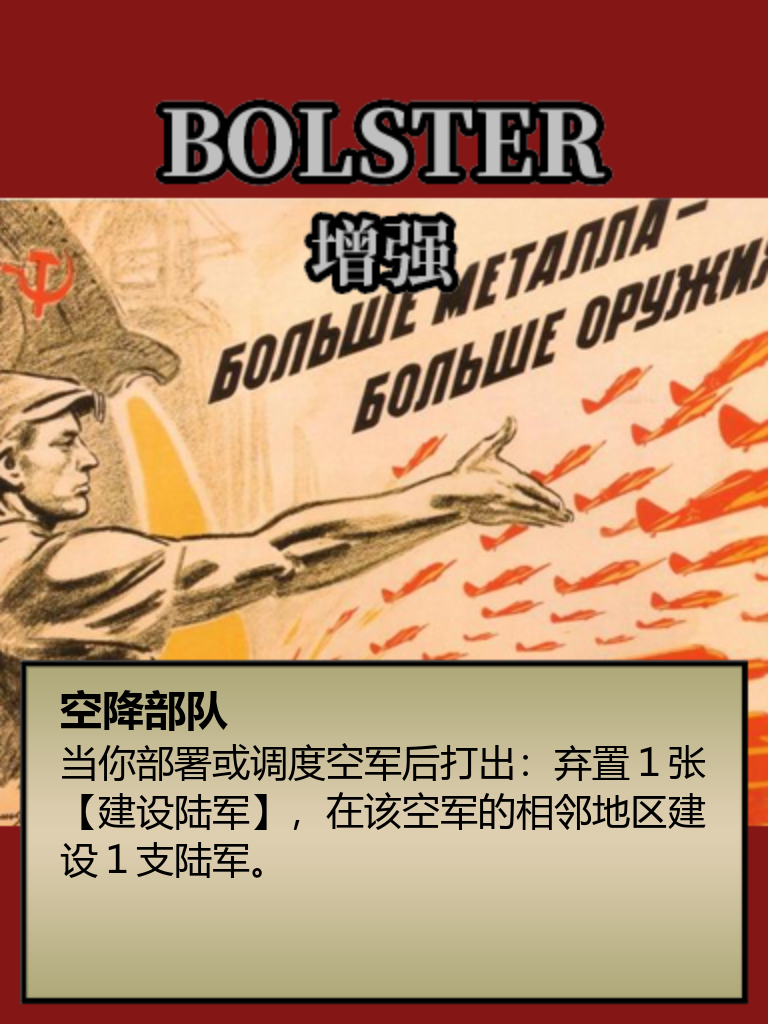 BOLSTER
增强
БОЛЬШЕ МЕТАЛЛА–
БОЛЬШЕ ОРУЖИЯ
空降部队
当你部署或调度空军后打出：弃置1张
【建设陆军】，在该空军的相邻地区建
设1支陆军。